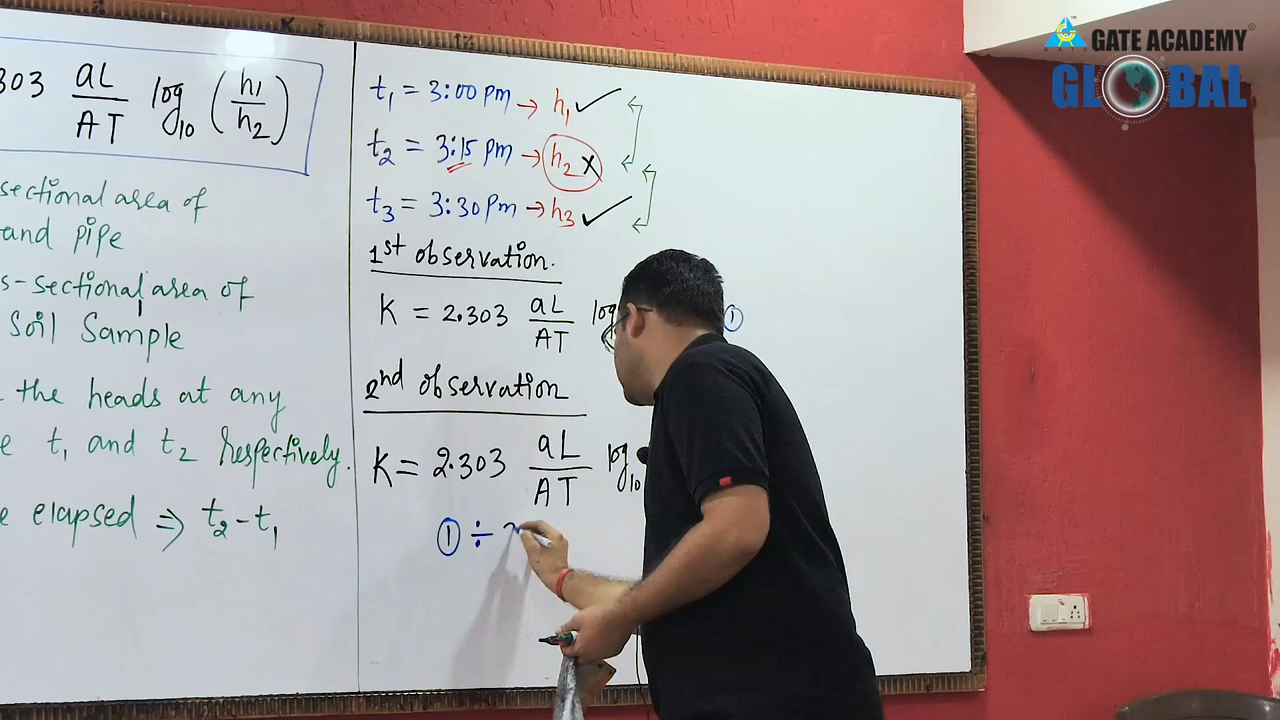 GATE ACADEMY
GLOBAL
303 aL/AT log10 (h1/h2)
sectional area of
and pipe
s-sectional area of
Soil Sample
the heads at any
t1 and t2 Respectively.
elapsed ⇒ t2-t1
t1 = 3:00 pm → h1 ✓
t2 = 3:15 pm → h2 X
t3 = 3:30 pm → h3 ✓
1st observation.
K = 2.303 aL/AT log
①
2nd observation
K = 2.303 aL/AT log10
① ÷